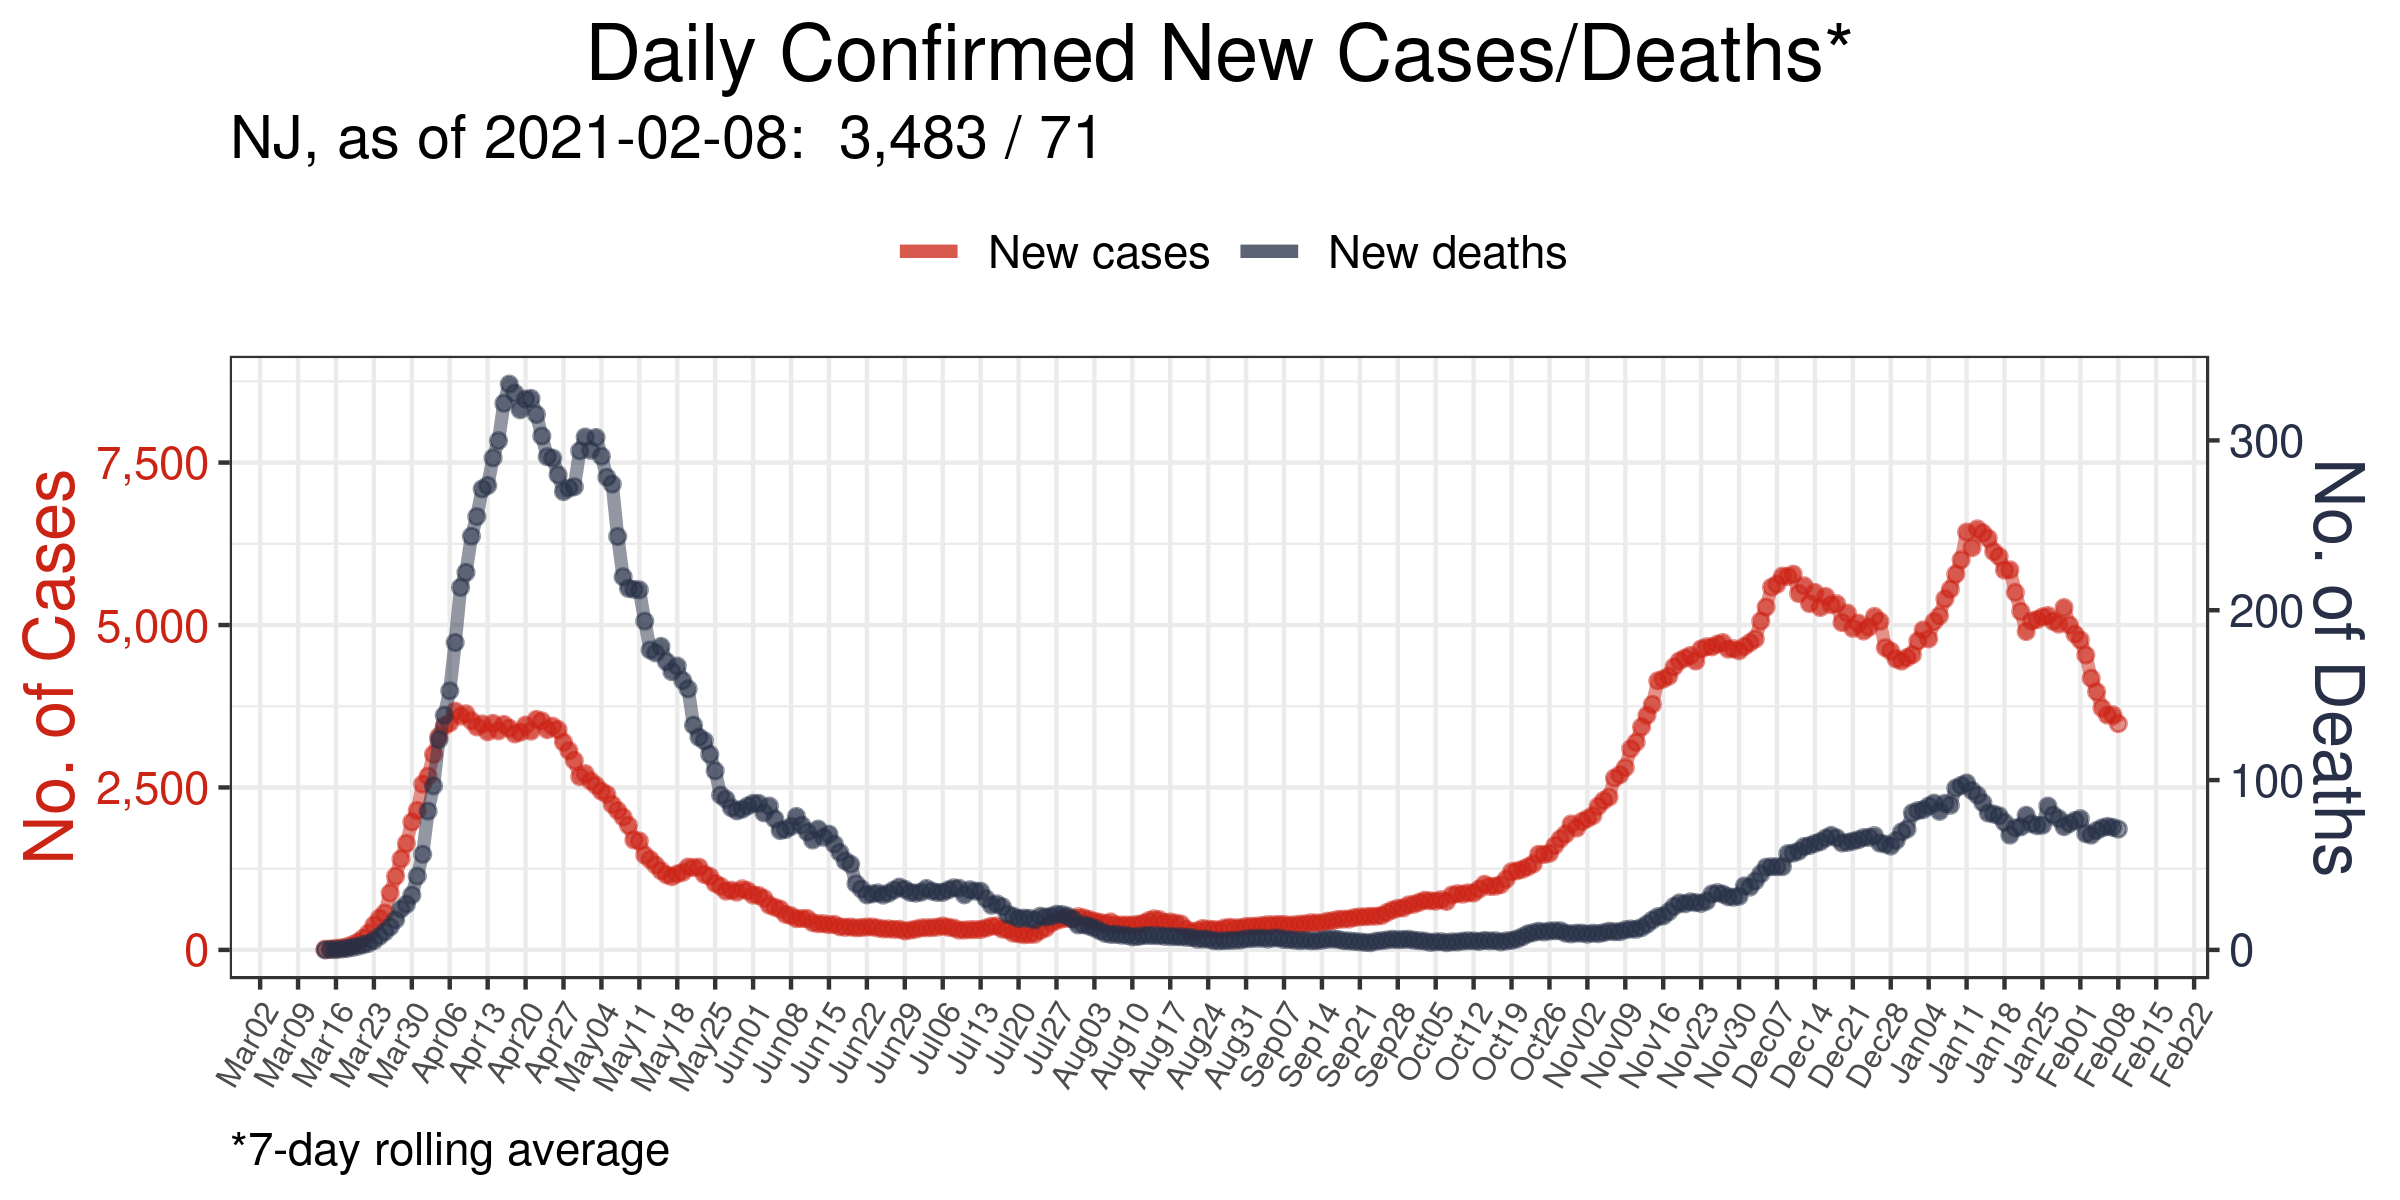 Daily Confirmed New Cases/Deaths*
NJ, as of 2021-02-08:  3,483 / 71
New cases
New deaths
No. of Cases
7,500
5,000
2,500
0
300
200
100
0
No. of Deaths
Mar02
Mar09
Mar16
Mar23
Mar30
Apr06
Apr13
Apr20
Apr27
May04
May11
May18
May25
Jun01
Jun08
Jun15
Jun22
Jun29
Jul06
Jul13
Jul20
Jul27
Aug03
Aug10
Aug17
Aug24
Aug31
Sep07
Sep14
Sep21
Sep28
Oct05
Oct12
Oct19
Oct26
Nov02
Nov09
Nov16
Nov23
Nov30
Dec07
Dec14
Dec21
Dec28
Jan04
Jan11
Jan18
Jan25
Feb01
Feb08
Feb15
Feb22
*7-day rolling average